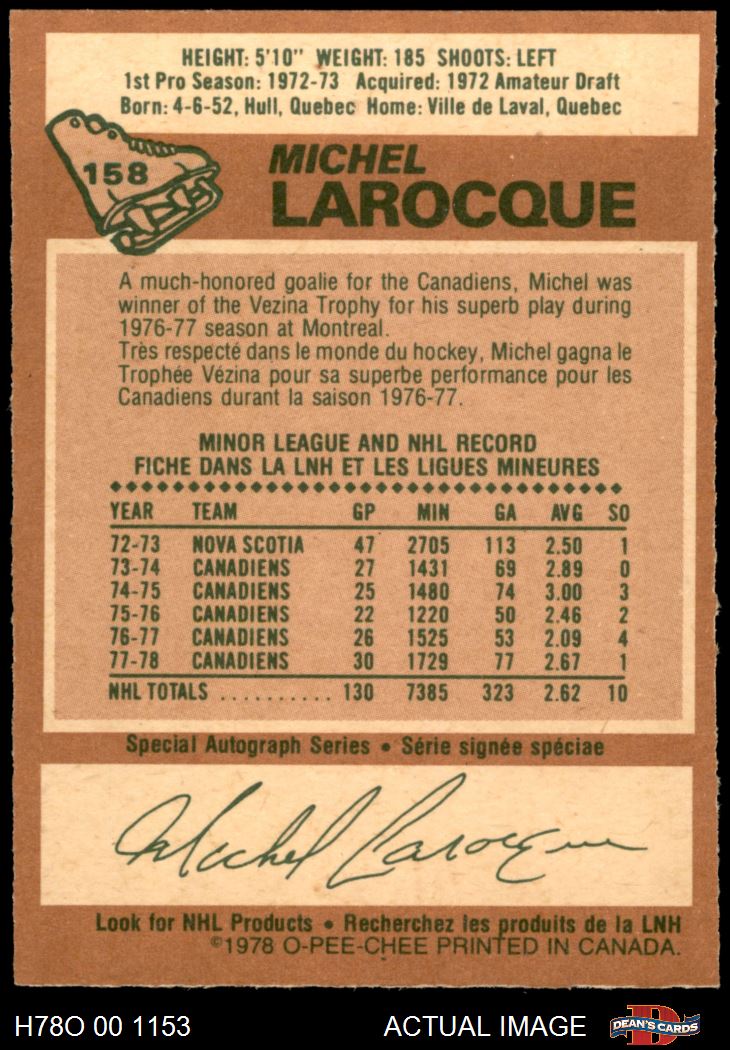 HEIGHT: 5'10" WEIGHT: 185 SHOOTS: LEFT
1st Pro Season: 1972-73 Acquired: 1972 Amateur Draft
Born: 4-6-52, Hull, Quebec Home: Ville de Laval, Quebec
158
MICHEL
LAROCQUE
A much-honored goalie for the Canadiens, Michel was
winner of the Vezina Trophy for his superb play during
1976-77 season at Montreal.
Très respecté dans le monde du hockey, Michel gagna le
Trophée Vézina pour sa superbe performance pour les
Canadiens durant la saison 1976-77.
MINOR LEAGUE AND NHL RECORD
FICHE DANS LA LNH ET LES LIGUES MINEURES
YEAR TEAM GP MIN GA AVG SO
72-73 NOVA SCOTIA 47 2705 113 2.50 1
73-74 CANADIENS 27 1431 69 2.89 0
74-75 CANADIENS 25 1480 74 3.00 3
75-76 CANADIENS 22 1220 50 2.46 2
76-77 CANADIENS 26 1525 53 2.09 4
77-78 CANADIENS 30 1729 77 2.67 1
NHL TOTALS .......... 130 7385 323 2.62 10
Special Autograph Series • Série signée spéciae
Michel Larocque
Look for NHL Products • Recherchez les produits de la LNH
©1978 O-PEE-CHEE PRINTED IN CANADA.
H78O 00 1153 ACTUAL IMAGE D DEAN'S CARDS